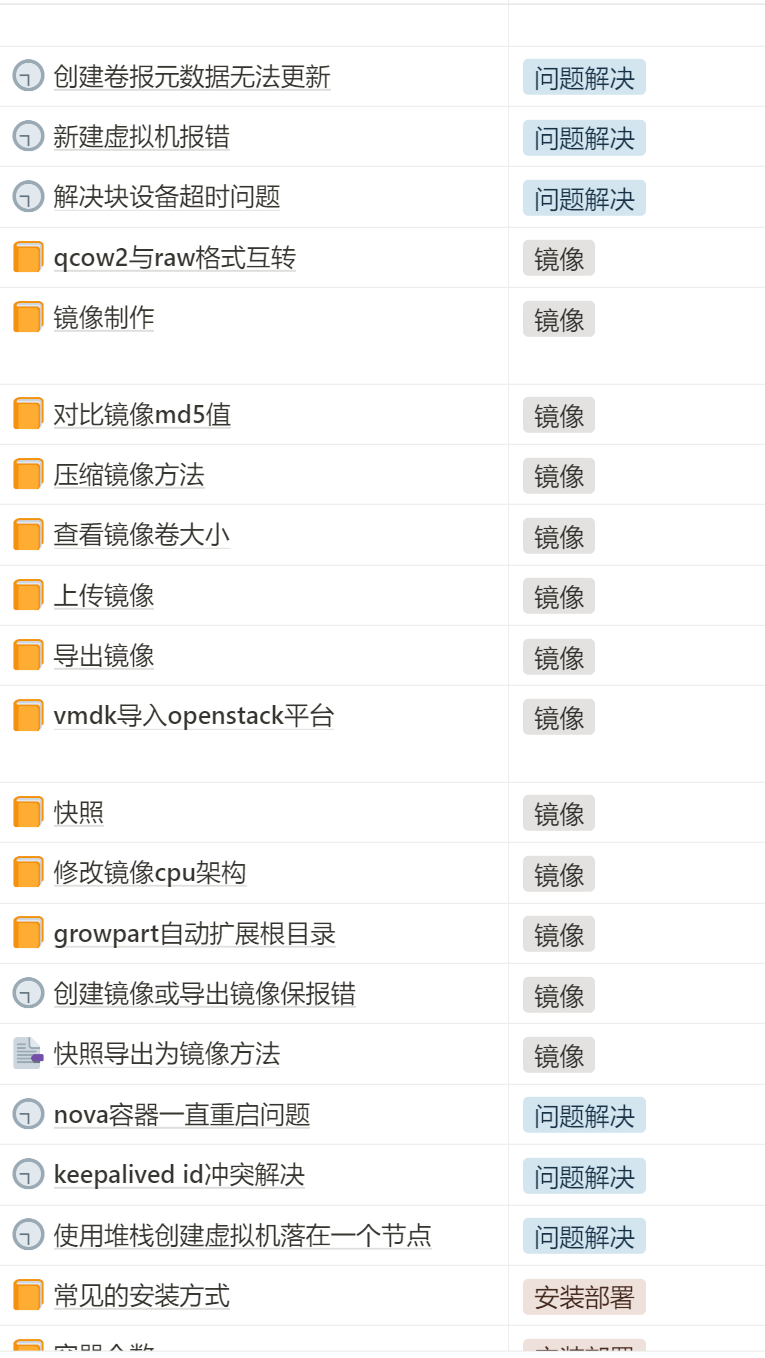 创建卷报元数据无法更新 问题解决
新建虚拟机报错 问题解决
解决块设备超时问题 问题解决
qcow2与raw格式互转 镜像
镜像制作 镜像
对比镜像md5值 镜像
压缩镜像方法 镜像
查看镜像卷大小 镜像
上传镜像 镜像
导出镜像 镜像
vmdk导入openstack平台 镜像
快照 镜像
修改镜像cpu架构 镜像
growpart自动扩展根目录 镜像
创建镜像或导出镜像保报错 镜像
快照导出为镜像方法 镜像
nova容器一直重启问题 问题解决
keepalived id冲突解决 问题解决
使用堆栈创建虚拟机落在一个节点 问题解决
常见的安装方式 安装部署